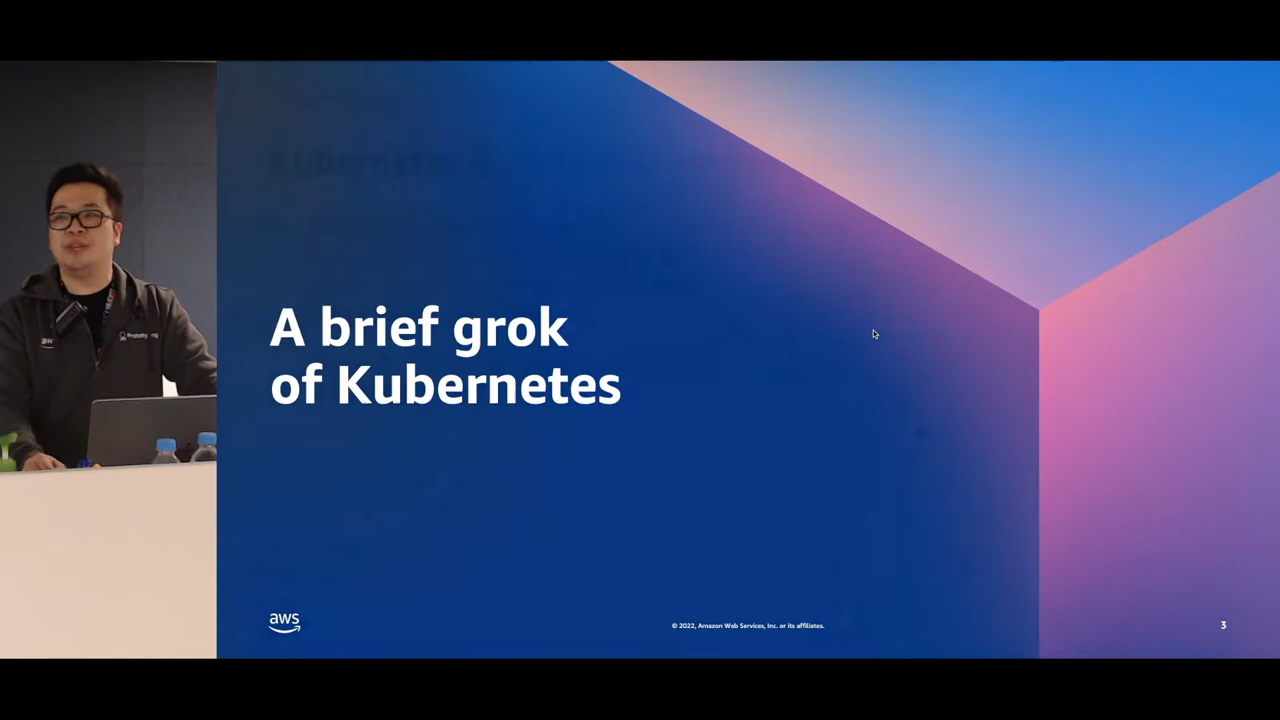 A brief grok
of Kubernetes
aws
© 2022, Amazon Web Services, Inc. or its affiliates.
3